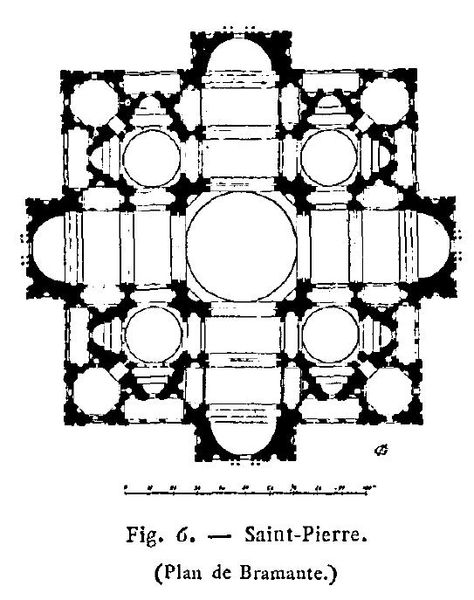 Fig. 6. — Saint-Pierre.
(Plan de Bramante.)